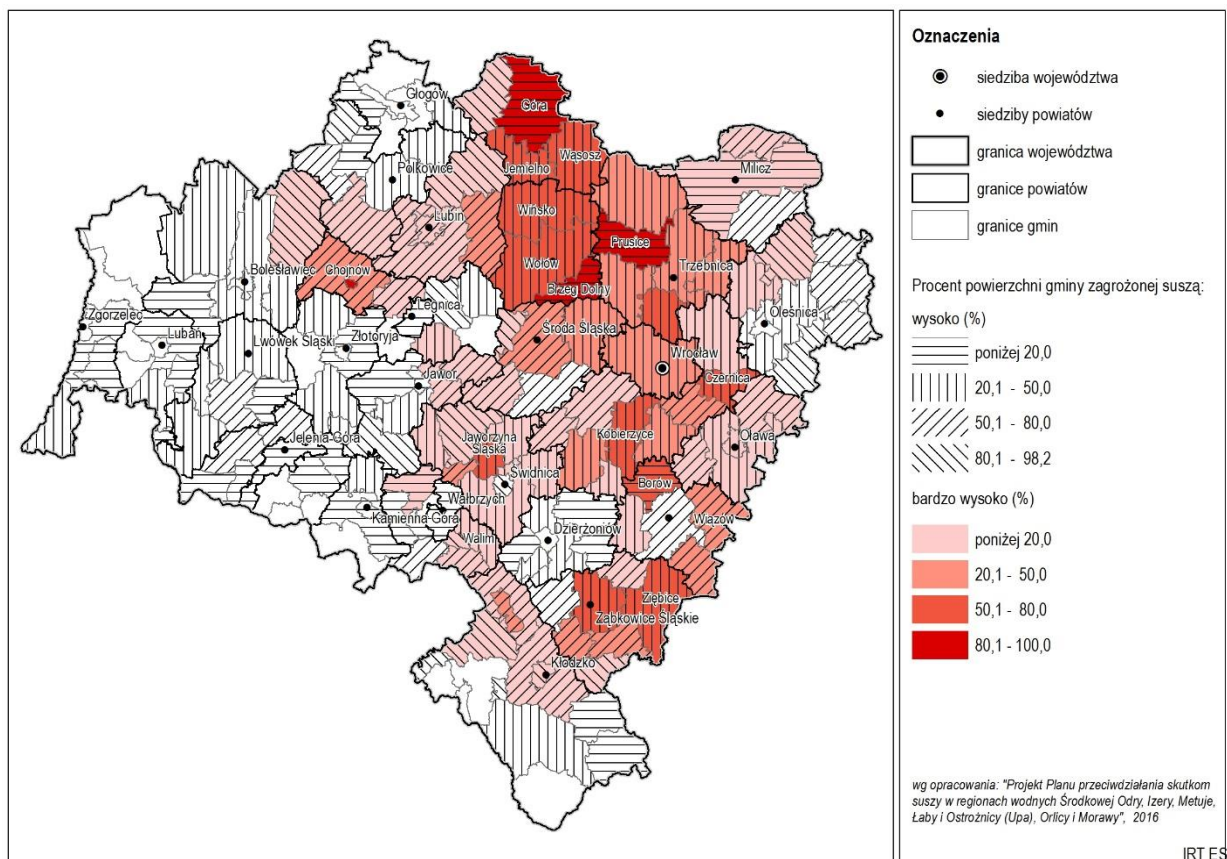 Głogów
Góra
Polkowice
Jemielno
Wąsosz
Milicz
Lubin
Wińsko
Prusice
Bolesławiec
Chojnów
Wołów
Trzebnica
Brzeg Dolny
Legnica
Oleśnica
Zgorzelec
Lubań
Lwówek Śląski
Złotoryja
Środa Śląska
Wrocław
Jawor
Czernica
Jelenia-Góra
Jaworzyna
Śląska
Kobierzyce
Oława
Świdnica
Borów
Kamienna-Góra
Wałbrzych
Wiązów
Walim
Dzierżoniów
Ziębice
Ząbkowice Śląskie
Kłodzko
Oznaczenia
siedziba województwa
siedziby powiatów
granica województwa
granice powiatów
granice gmin
Procent powierzchni gminy zagrożonej suszą:
wysoko (%)
poniżej 20,0
20,1 - 50,0
50,1 - 80,0
80,1 - 98,2
bardzo wysoko (%)
poniżej 20,0
20,1 - 50,0
50,1 - 80,0
80,1 - 100,0
wg opracowania: "Projekt Planu przeciwdziałania skutkom
suszy w regionach wodnych Środkowej Odry, Izery, Metuje,
Łaby i Ostrożnicy (Upa), Orlicy i Morawy", 2016
IRT ES